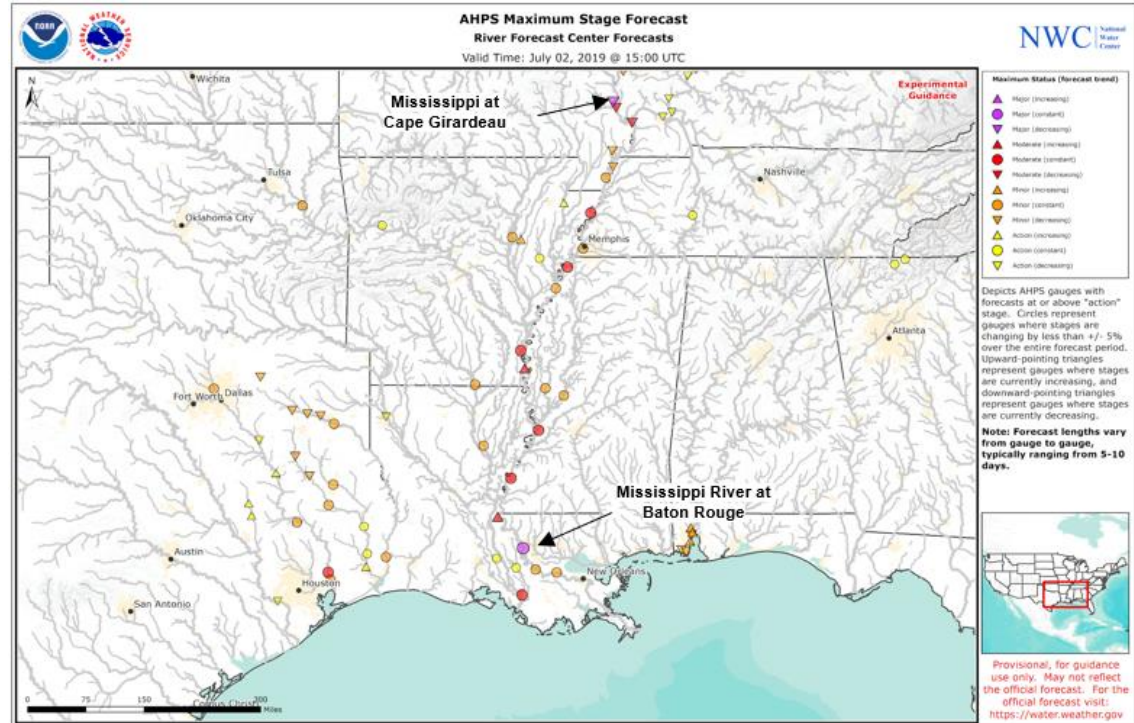 AHPS Maximum Stage Forecast
River Forecast Center Forecasts
Valid Time: July 02, 2019 @ 15:00 UTC
NOAA
NATIONAL WEATHER SERVICE
NWC National Water Center
N
Wichita
Mississippi at
Cape Girardeau
Experimental
Guidance
Tulsa
Nashville
Oklahoma City
Memphis
Atlanta
Fort Worth
Dallas
Mississippi River at
Baton Rouge
Austin
New Orleans
Houston
San Antonio
Corpus Christi
0 75 150 300
Miles
Maximum Status (forecast trend)
Major (increasing)
Major (constant)
Major (decreasing)
Moderate (increasing)
Moderate (constant)
Moderate (decreasing)
Minor (increasing)
Minor (constant)
Minor (decreasing)
Action (increasing)
Action (constant)
Action (decreasing)
Depicts AHPS gauges with
forecasts at or above "action"
stage. Circles represent
gauges where stages are
changing by less than +/- 5%
over the entire forecast period.
Upward-pointing triangles
represent gauges where stages
are currently increasing, and
downward-pointing triangles
represent gauges where stages
are currently decreasing.
Note: Forecast lengths vary
from gauge to gauge,
typically ranging from 5-10
days.
Provisional, for guidance
use only. May not reflect
the official forecast. For the
official forecast visit:
https://water.weather.gov